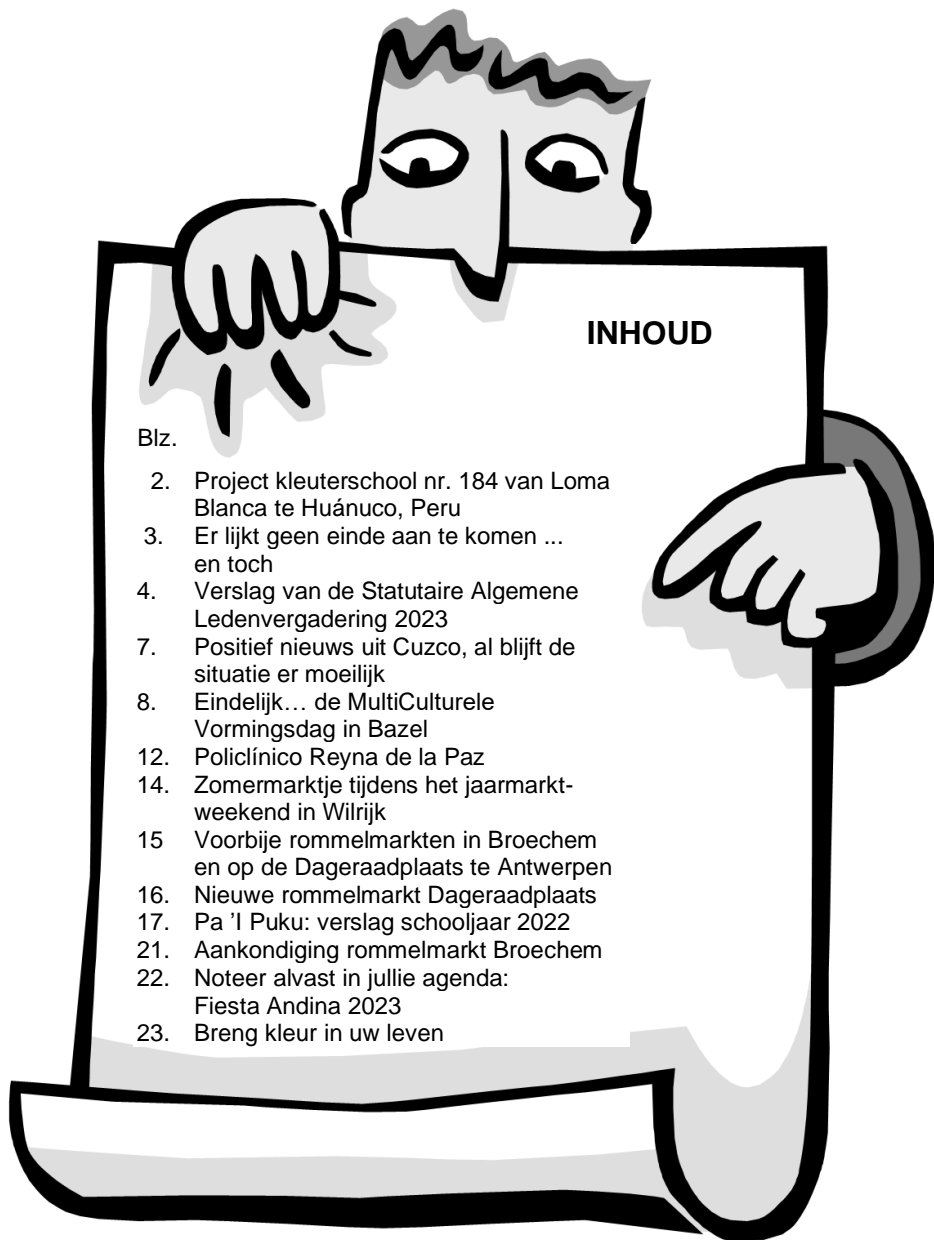 INHOUD
Blz.
2. Project kleuterschool nr. 184 van Loma
Blanca te Huánuco, Peru
3. Er lijkt geen einde aan te komen ...
en toch
4. Verslag van de Statutaire Algemene
Ledenvergadering 2023
7. Positief nieuws uit Cuzco, al blijft de
situatie er moeilijk
8. Eindelijk… de MultiCulturele
Vormingsdag in Bazel
12. Policlínico Reyna de la Paz
14. Zomermarktje tijdens het jaarmarkt-
weekend in Wilrijk
15 Voorbije rommelmarkten in Broechem
en op de Dageraadplaats te Antwerpen
16. Nieuwe rommelmarkt Dageraadplaats
17. Pa ’I Puku: verslag schooljaar 2022
21. Aankondiging rommelmarkt Broechem
22. Noteer alvast in jullie agenda:
Fiesta Andina 2023
23. Breng kleur in uw leven